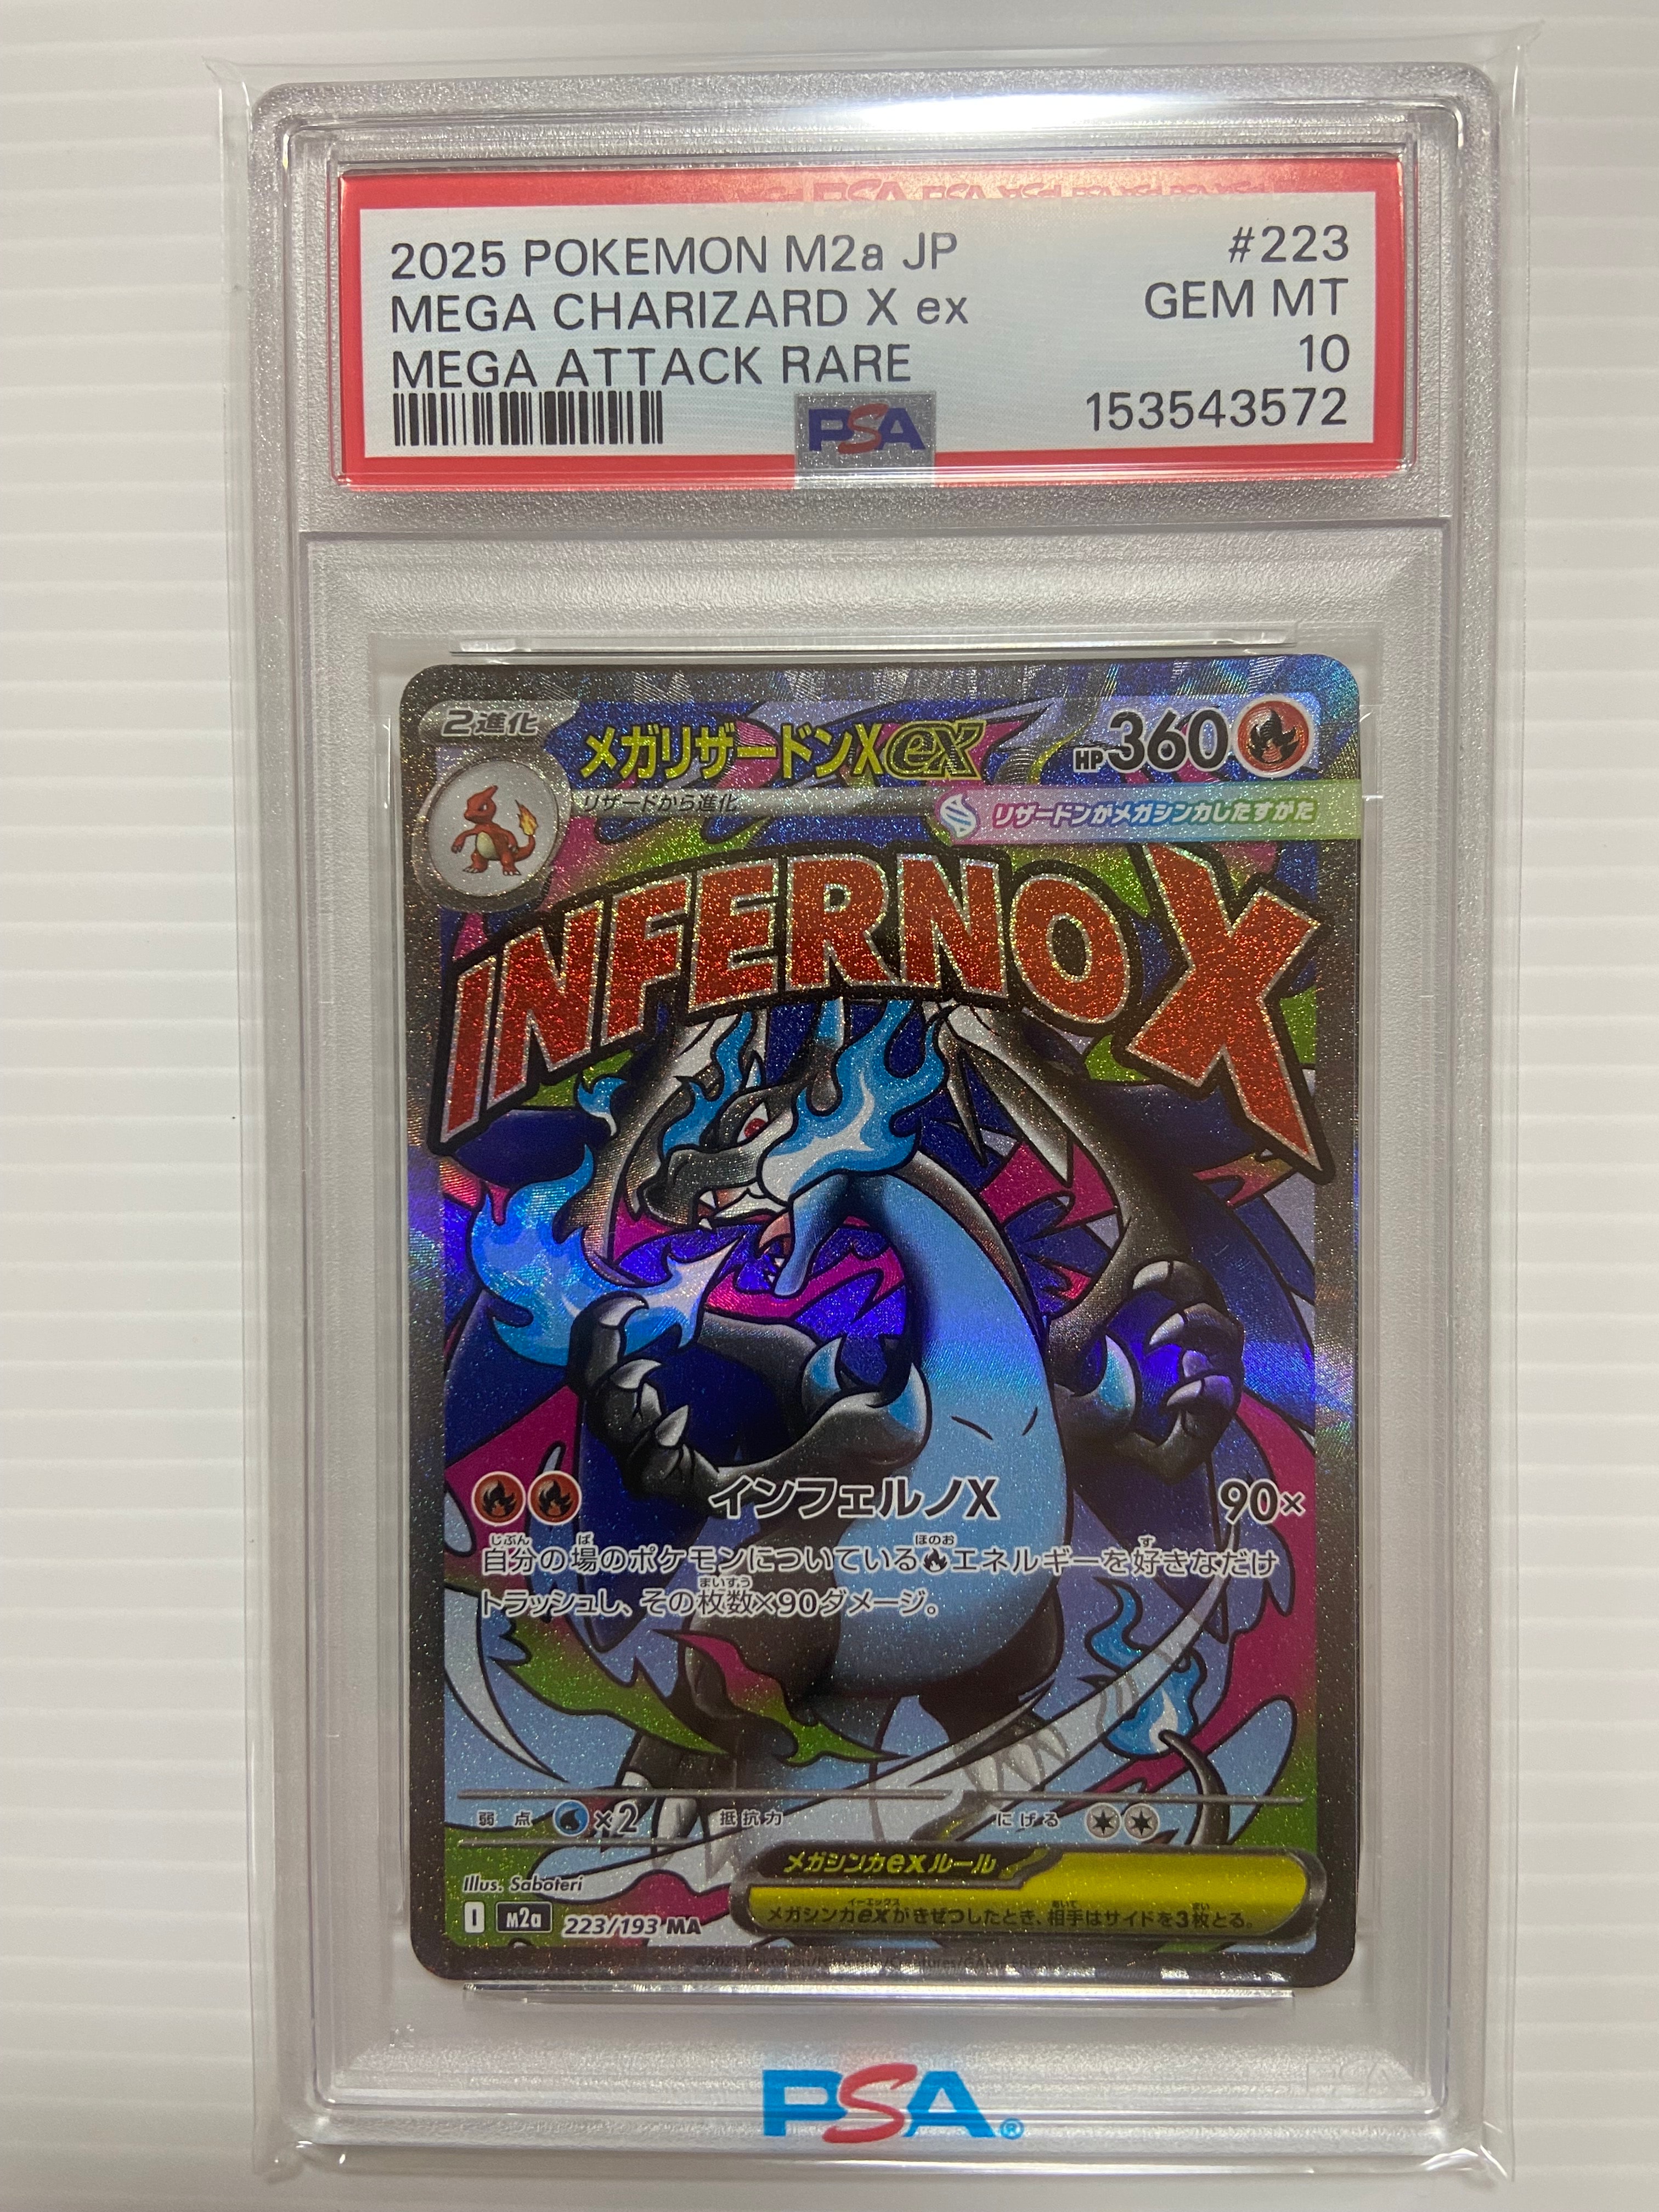 2025 POKEMON M2a JP #223
MEGA CHARIZARD X ex GEM MT
MEGA ATTACK RARE 10
PSA 153543572
2進化 メガリザードンXex HP360
リザードから進化 リザードンがメガシンカしたすがた
INFERNO X
インフェルノX 90×
自分の場のポケモンについているエネルギーを好きなだけ
トラッシュし、その枚数×90ダメージ。
弱点 ×2 抵抗力 にげる
メガシンカexルール
メガシンカexがきぜつしたとき、相手はサイドを3枚とる。
Illus. Saboteri
I m2a 223/193 MA
PSA®